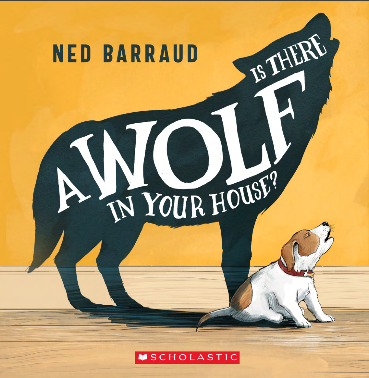 NED BARRAUD
IS THERE
A WOLF
IN YOUR HOUSE?
SCHOLASTIC